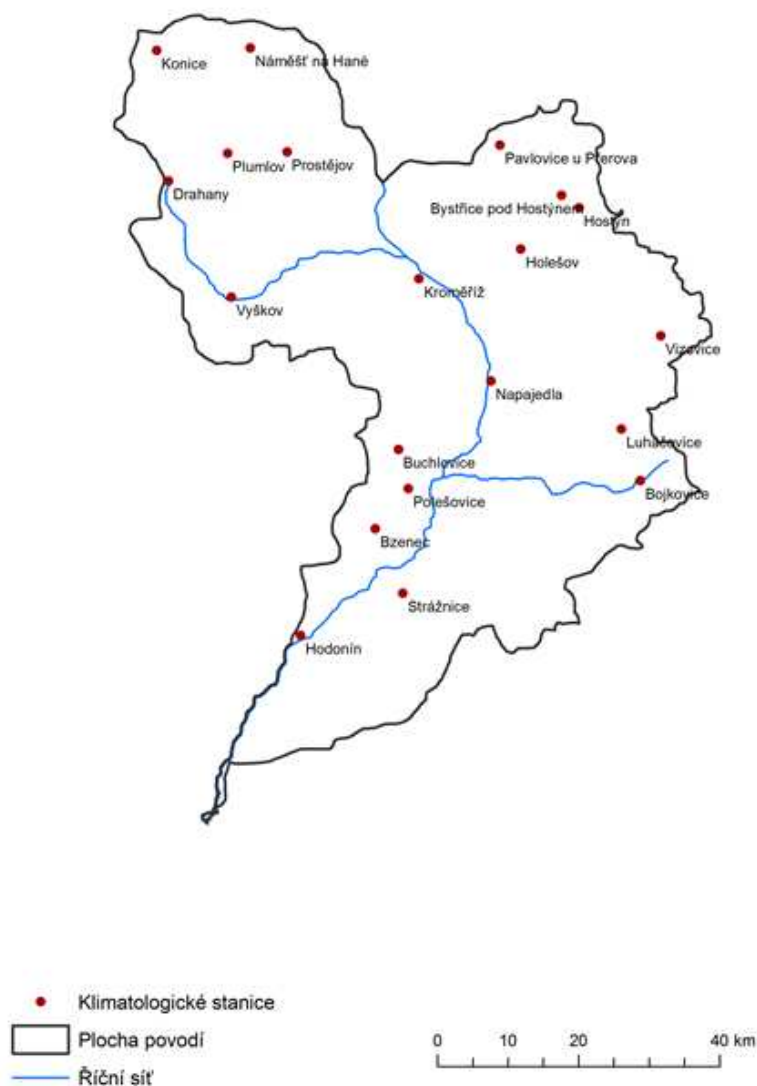 Konice
Náměšť na Hané
Plumlov
Prostějov
Pavlovice u Přerova
Drahany
Bystřice pod Hostýnem
Hostýn
Holešov
Kroměříž
Vyškov
Vizovice
Napajedla
Luhačovice
Buchlovice
Bojkovice
Polešovice
Bzenec
Strážnice
Hodonín
Klimatologické stanice
Plocha povodí
Říční síť
0 10 20 40 km